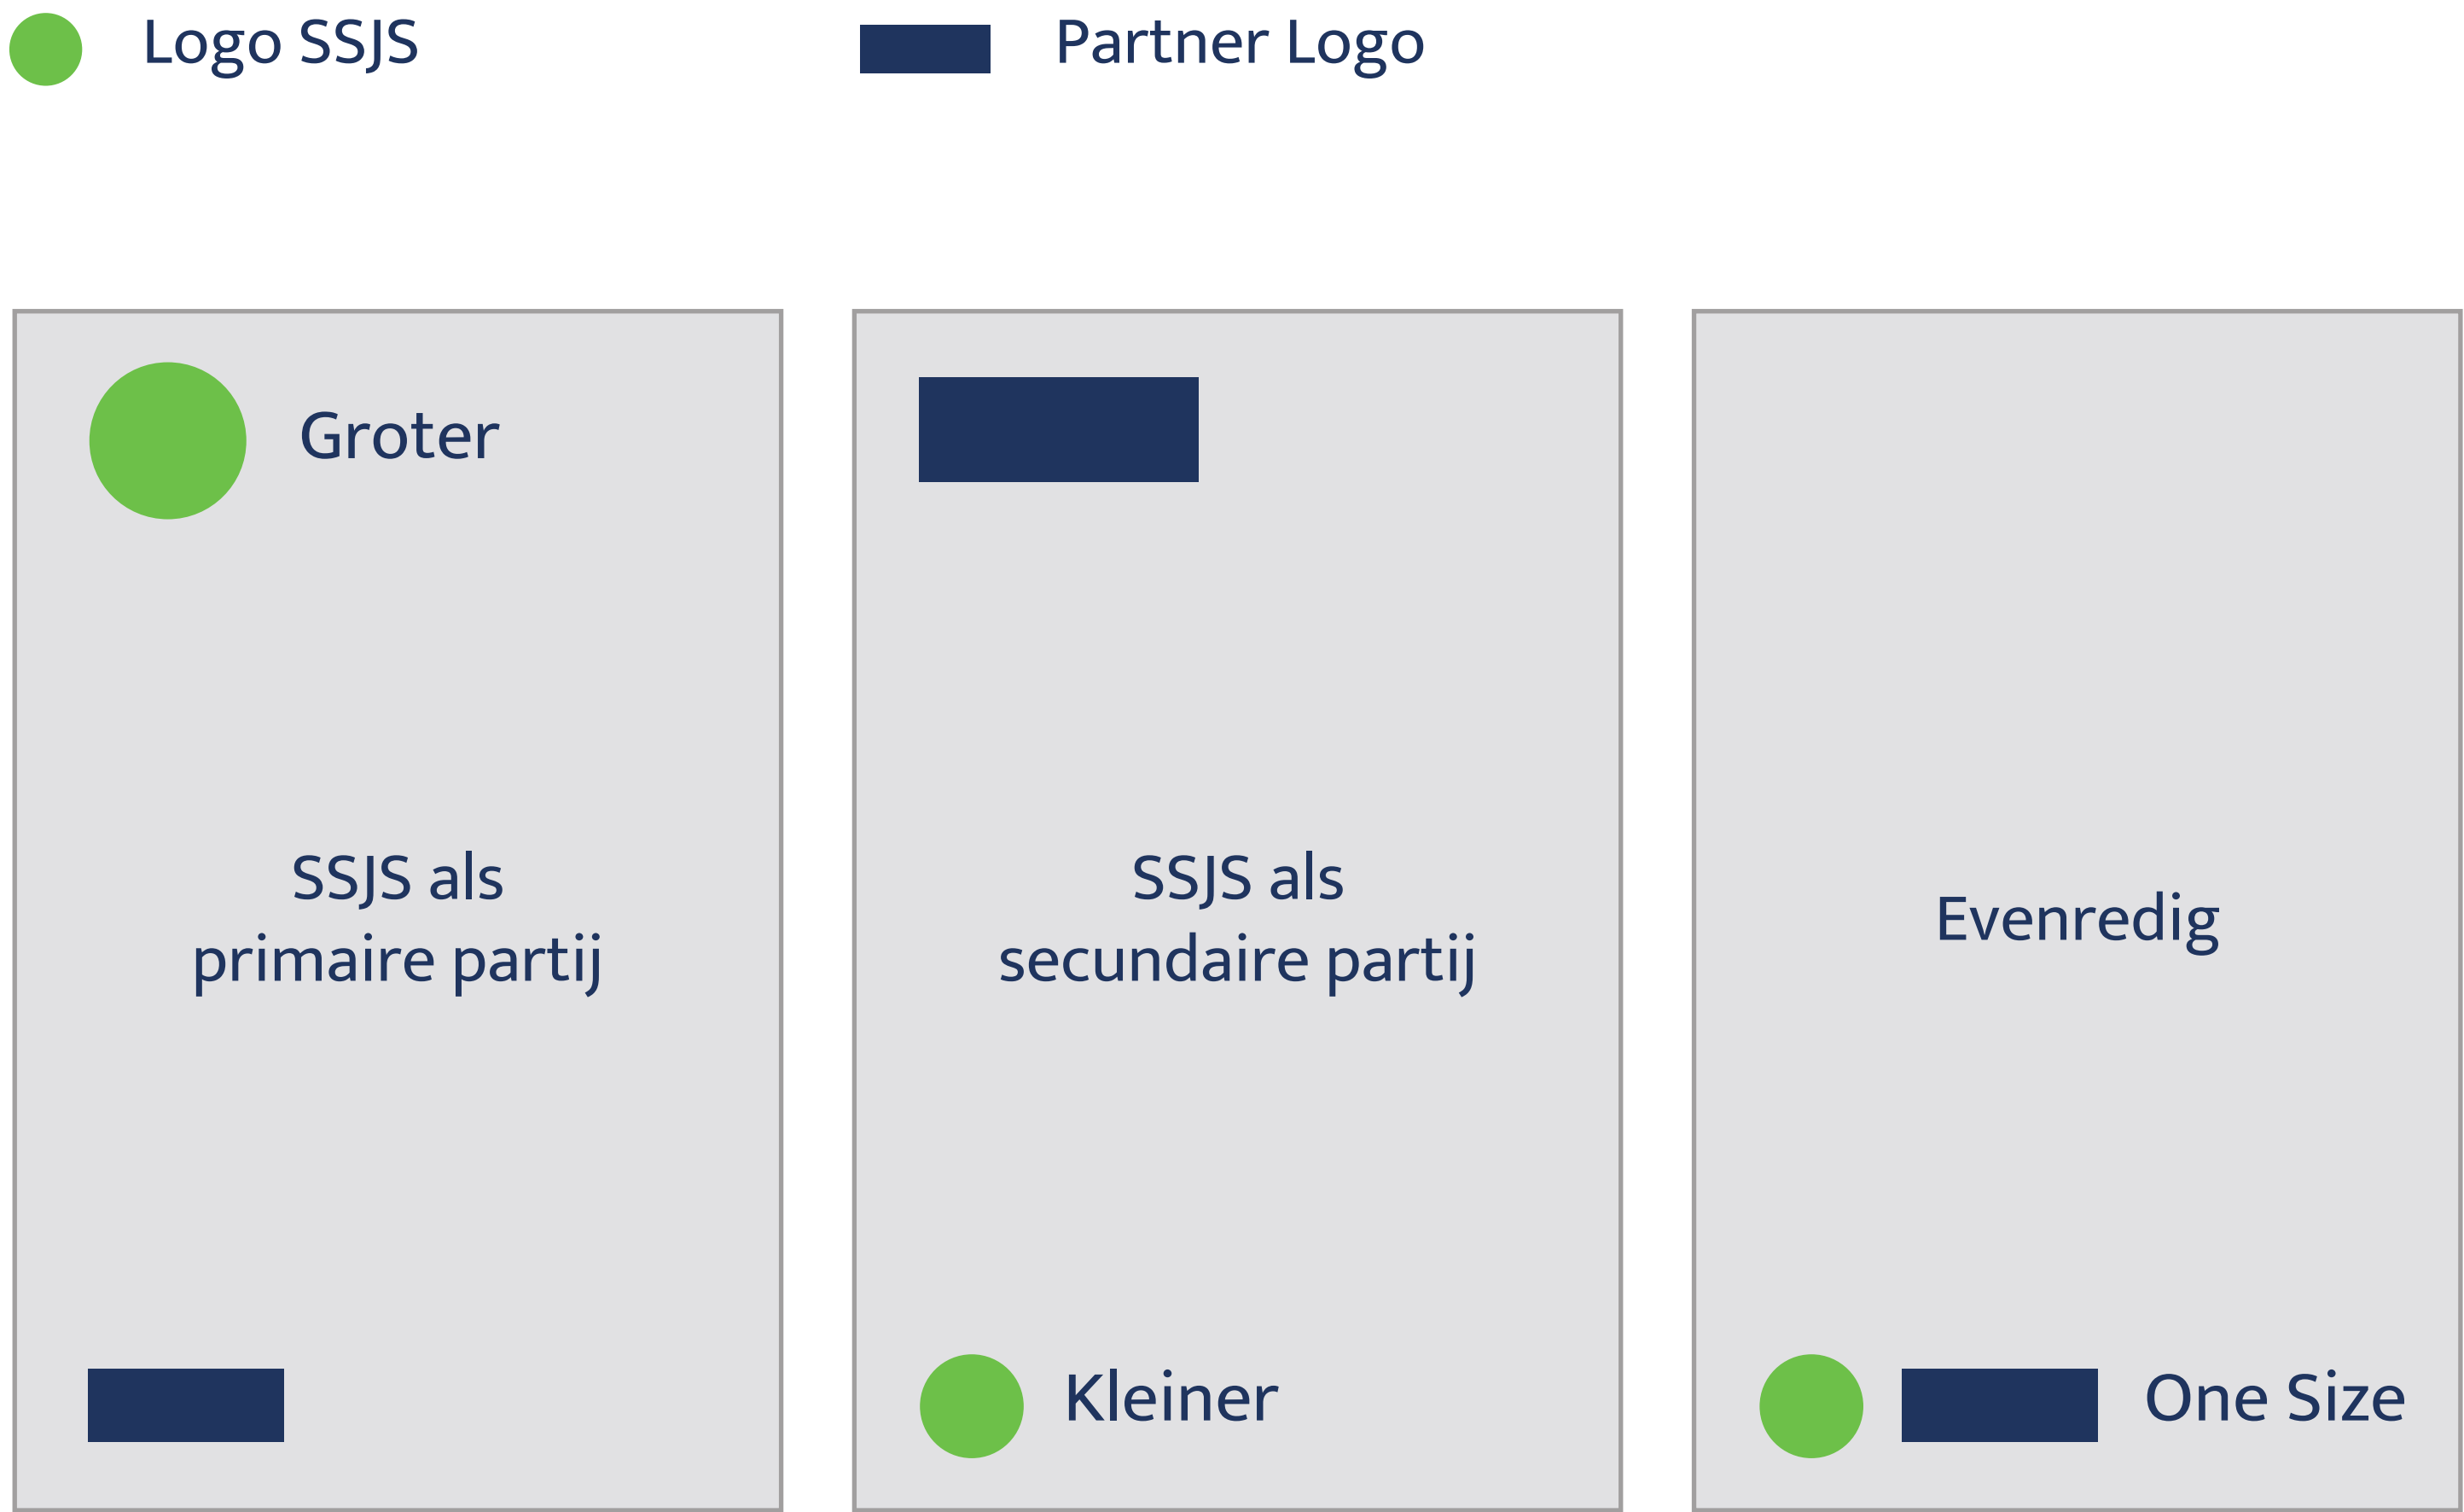 Logo SSJS
Partner Logo
Groter
SSJS als
primaire partij
SSJS als
secundaire partij
Kleiner
Evenredig
One Size